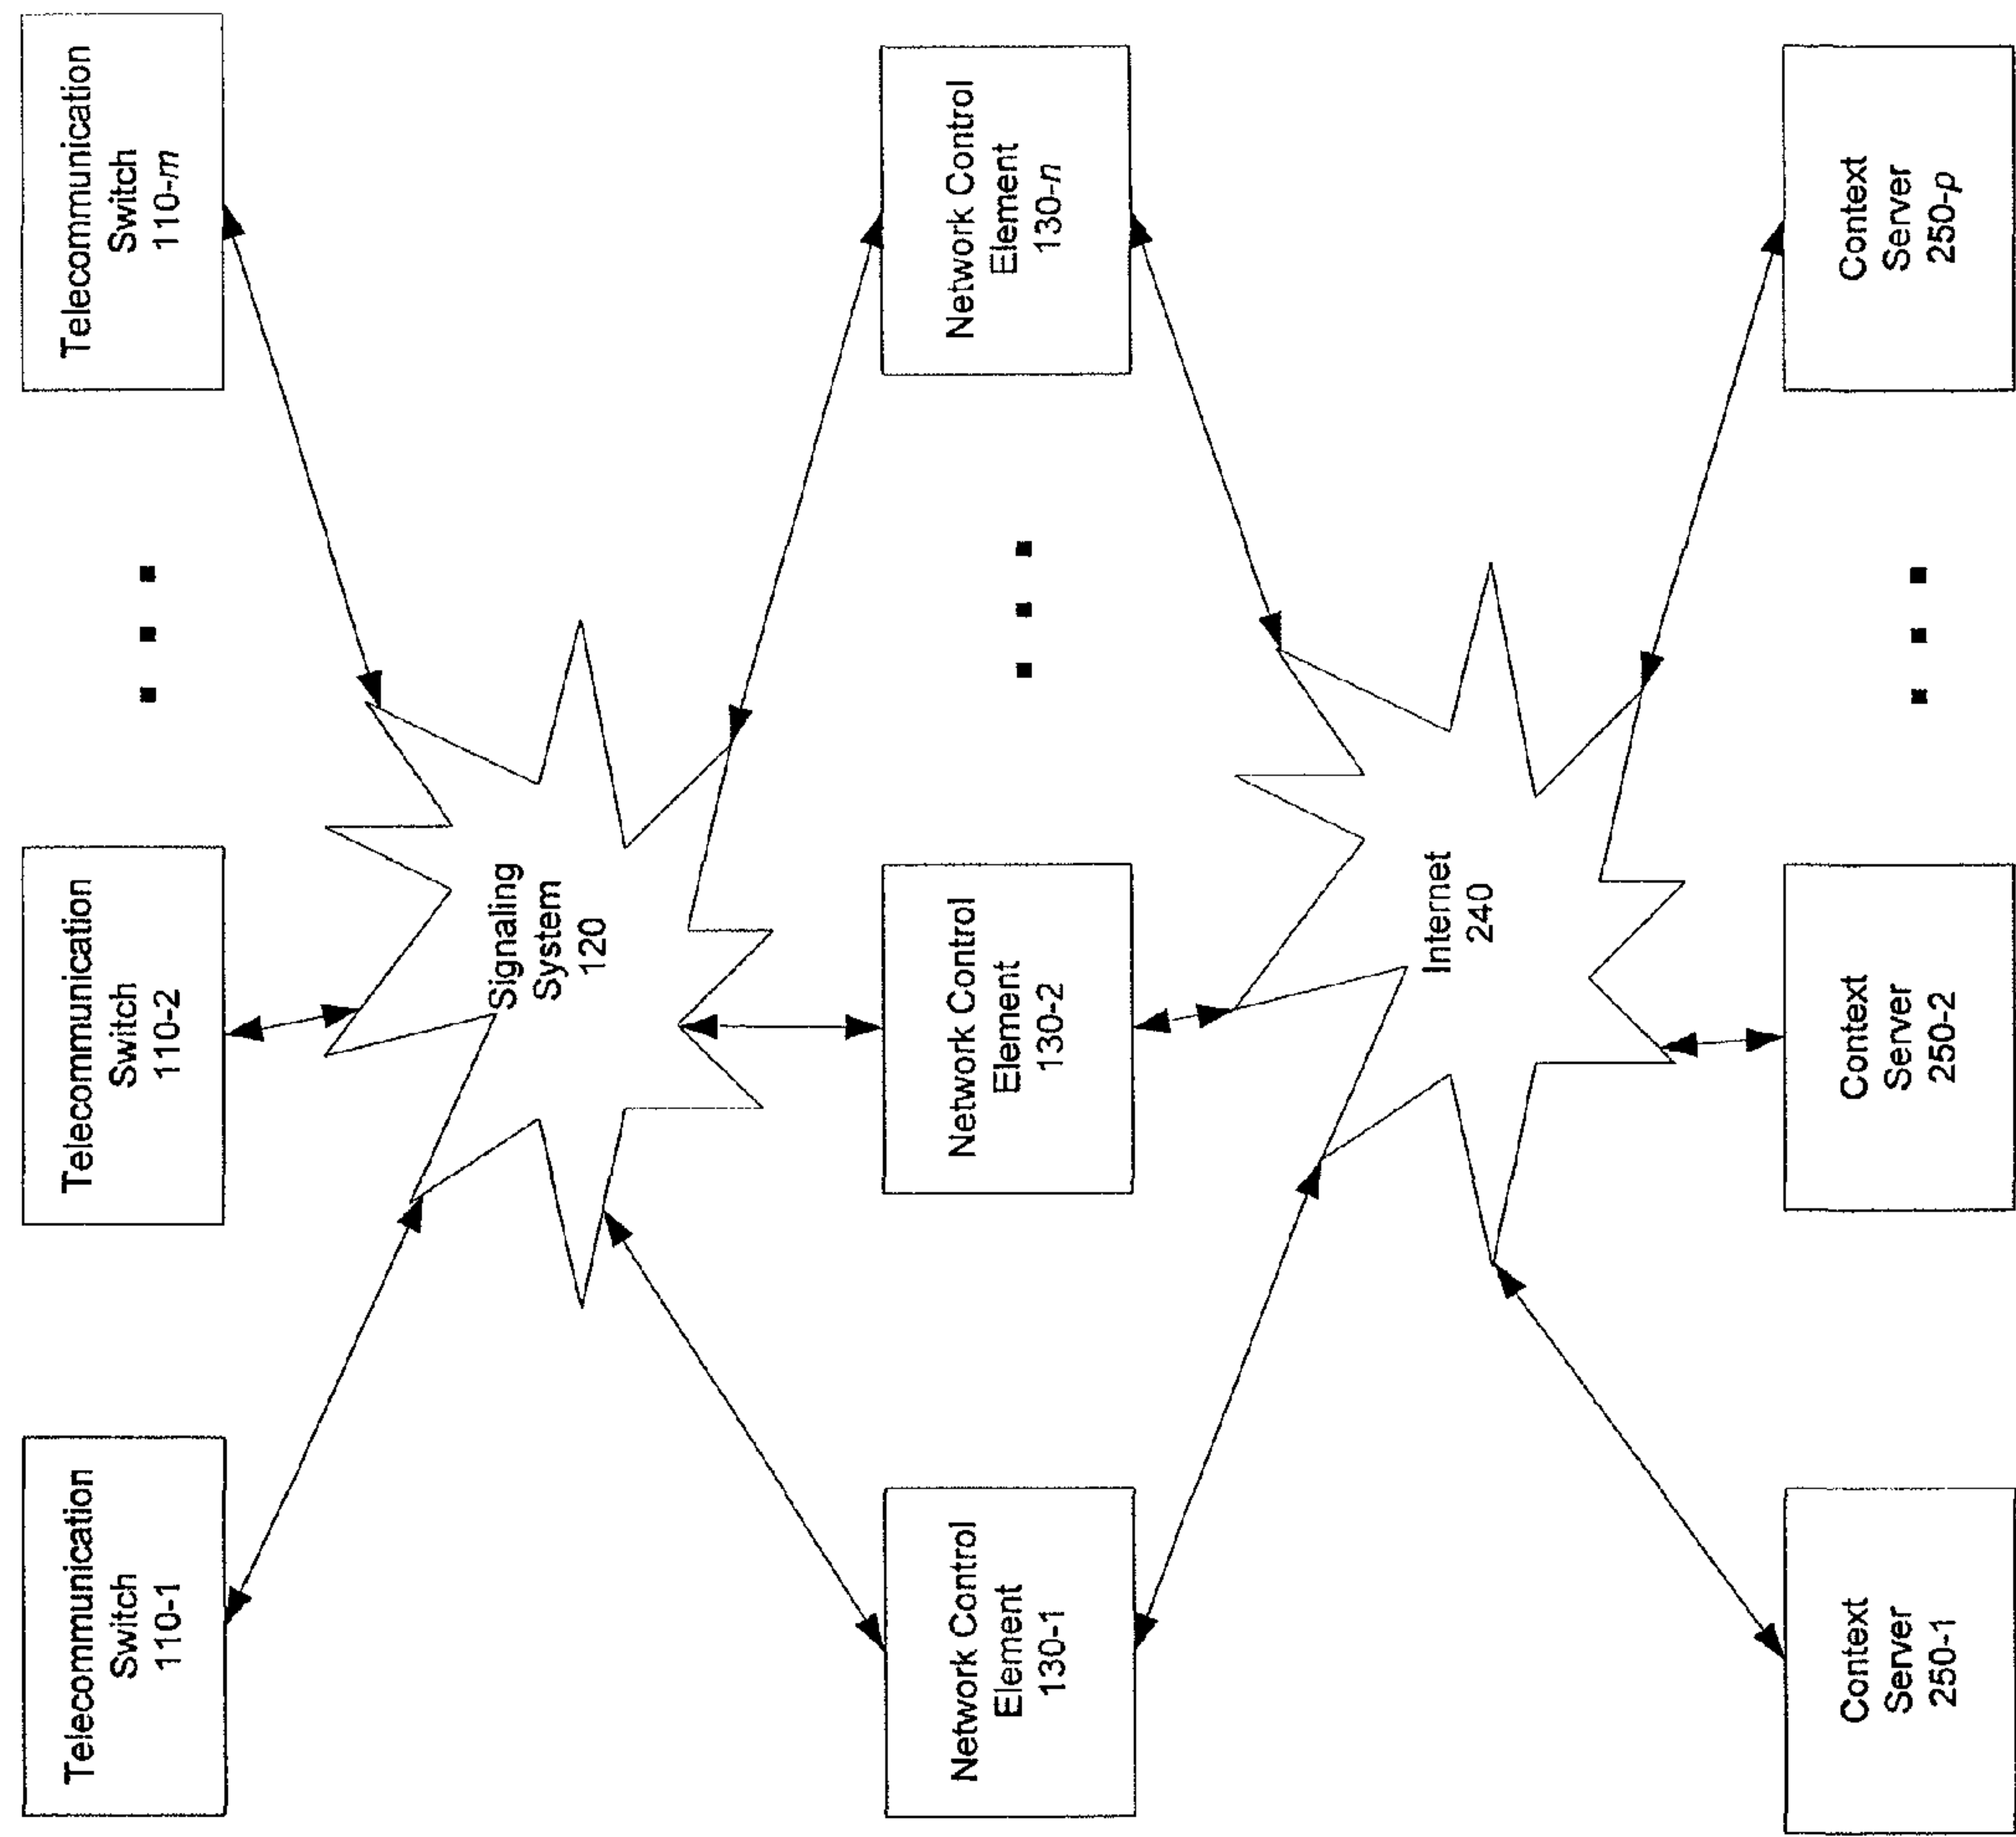 Telecommunication
Switch
110-1
Telecommunication
Switch
110-2
Telecommunication
Switch
110-m
Signaling
System
120
Network Control
Element
130-1
Network Control
Element
130-2
Network Control
Element
130-n
Internet
240
Context
Server
250-1
Context
Server
250-2
Context
Server
250-p